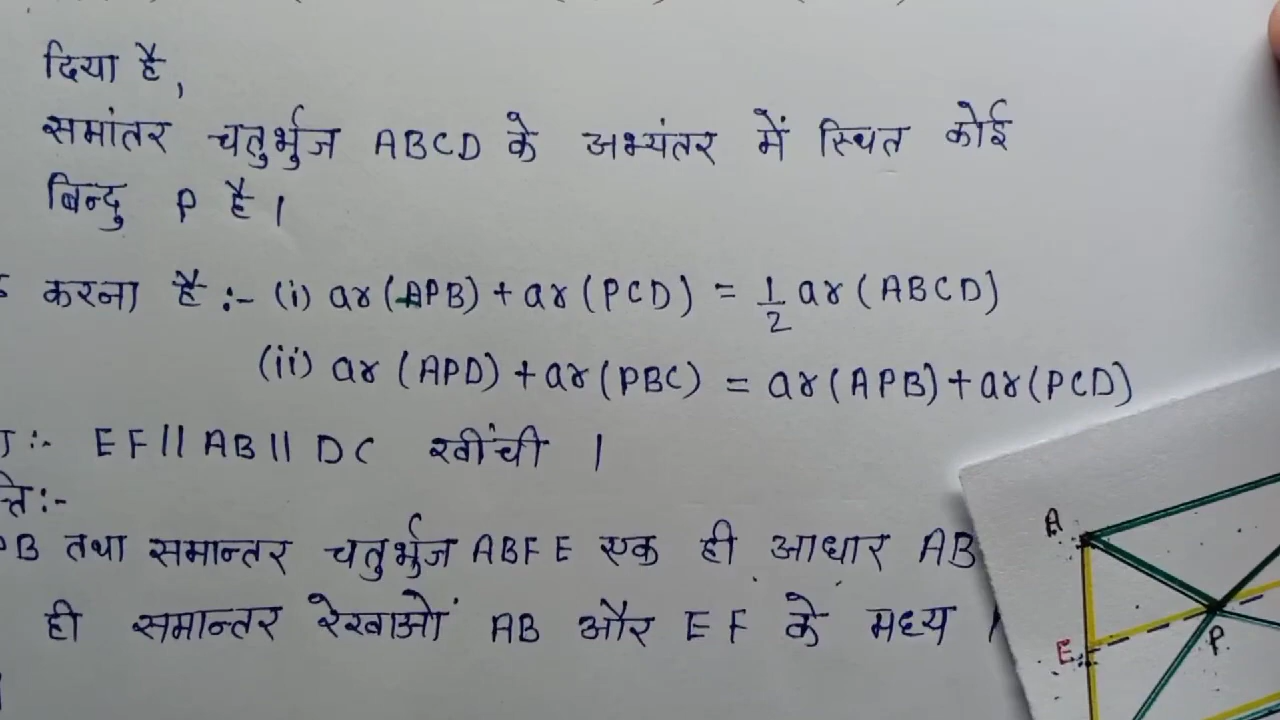 दिया है,
समांतर चतुर्भुज ABCD के अभ्यंतर में स्थित कोई
बिन्दु P है।
करना है :- (i) ar(APB) + ar(PCD) = 1/2 ar(ABCD)
(ii) ar(APD) + ar(PBC) = ar(APB) + ar(PCD)
:- EF || AB || DC खींची ।
:-
B तथा समान्तर चतुर्भुज ABFE एक ही आधार AB
ही समान्तर रेखाओं AB और EF के मध्य
A
E
P